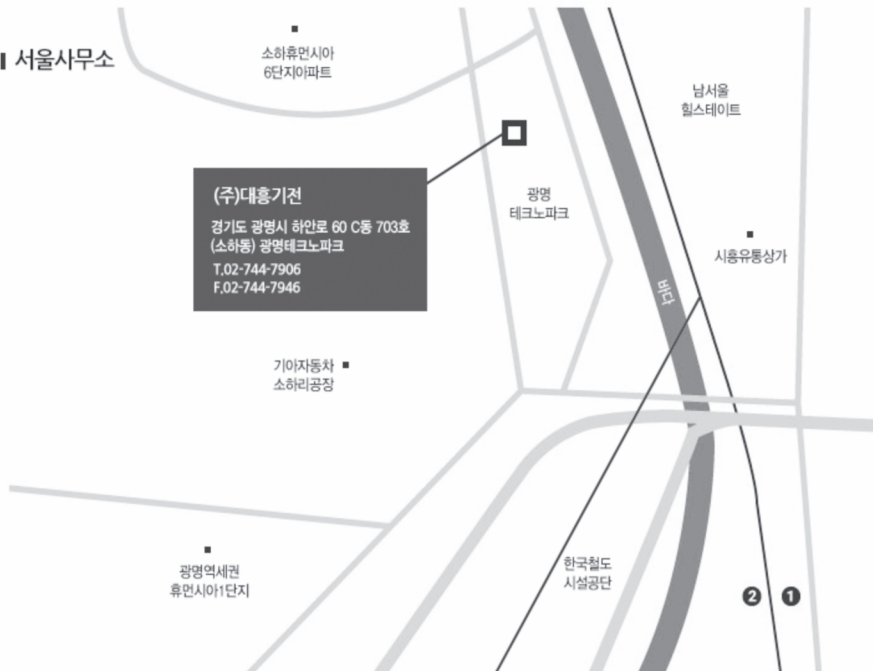 서울사무소
소하휴먼시아
6단지아파트
남서울
힐스테이트
(주)대흥기전
경기도 광명시 하안로 60 C동 703호
(소하동) 광명테크노파크
T.02-744-7906
F.02-744-7946
광명
테크노파크
시흥유통상가
바다
기아자동차
소하리공장
광명역세권
휴먼시아1단지
한국철도
시설공단
2 1